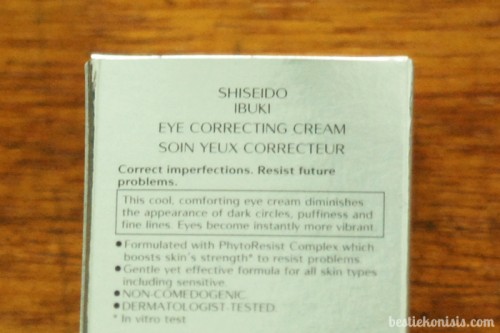 SHISEIDO
IBUKI
EYE CORRECTING CREAM
SOIN YEUX CORRECTEUR
Correct imperfections. Resist future
problems.
This cool, comforting eye cream diminishes
the appearance of dark circles, puffiness and
fine lines. Eyes become instantly more vibrant.
●Formulated with PhytoResist Complex which
boosts skin's strength* to resist problems.
●Gentle yet effective formula for all skin types
including sensitive.
●NON-COMEDOGENIC.
●DERMATOLOGIST-TESTED.
* In vitro test
bestiekonisis.com